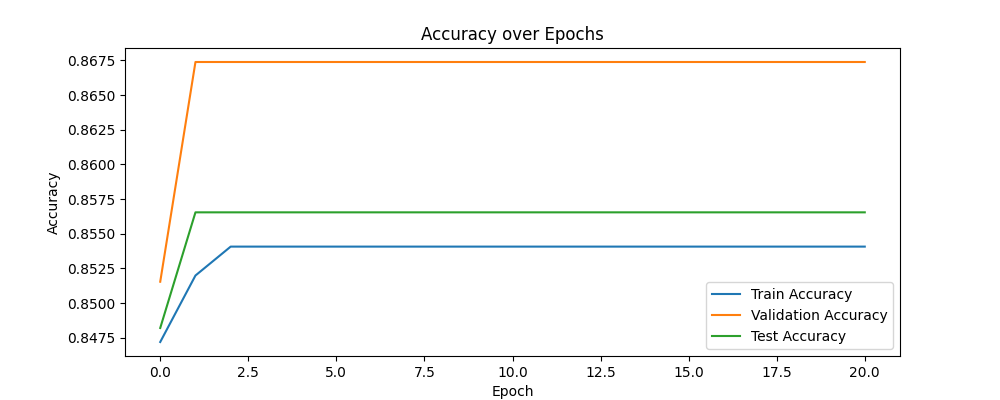 Accuracy over Epochs
Accuracy
0.8675
0.8650
0.8625
0.8600
0.8575
0.8550
0.8525
0.8500
0.8475
0.0 2.5 5.0 7.5 10.0 12.5 15.0 17.5 20.0
Epoch
Train Accuracy
Validation Accuracy
Test Accuracy